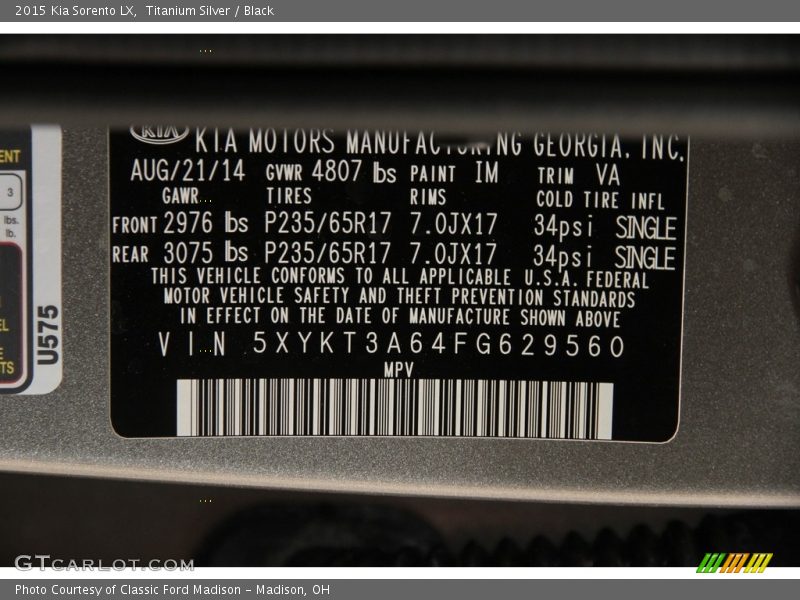 2015 Kia Sorento LX, Titanium Silver / Black
KIA
KIA MOTORS MANUFACTURING GEORGIA, INC.
AUG/21/14 GVWR 4807 lbs PAINT IM TRIM VA
GAWR TIRES RIMS COLD TIRE INFL
FRONT 2976 lbs P235/65R17 7.0JX17 34psi SINGLE
REAR 3075 lbs P235/65R17 7.0JX17 34psi SINGLE
THIS VEHICLE CONFORMS TO ALL APPLICABLE U.S.A. FEDERAL
MOTOR VEHICLE SAFETY AND THEFT PREVENTION STANDARDS
IN EFFECT ON THE DATE OF MANUFACTURE SHOWN ABOVE
VIN 5XYKT3A64FG629560
MPV
3
lbs.
lb.
U575
GTCARLOT.COM
Photo Courtesy of Classic Ford Madison - Madison, OH